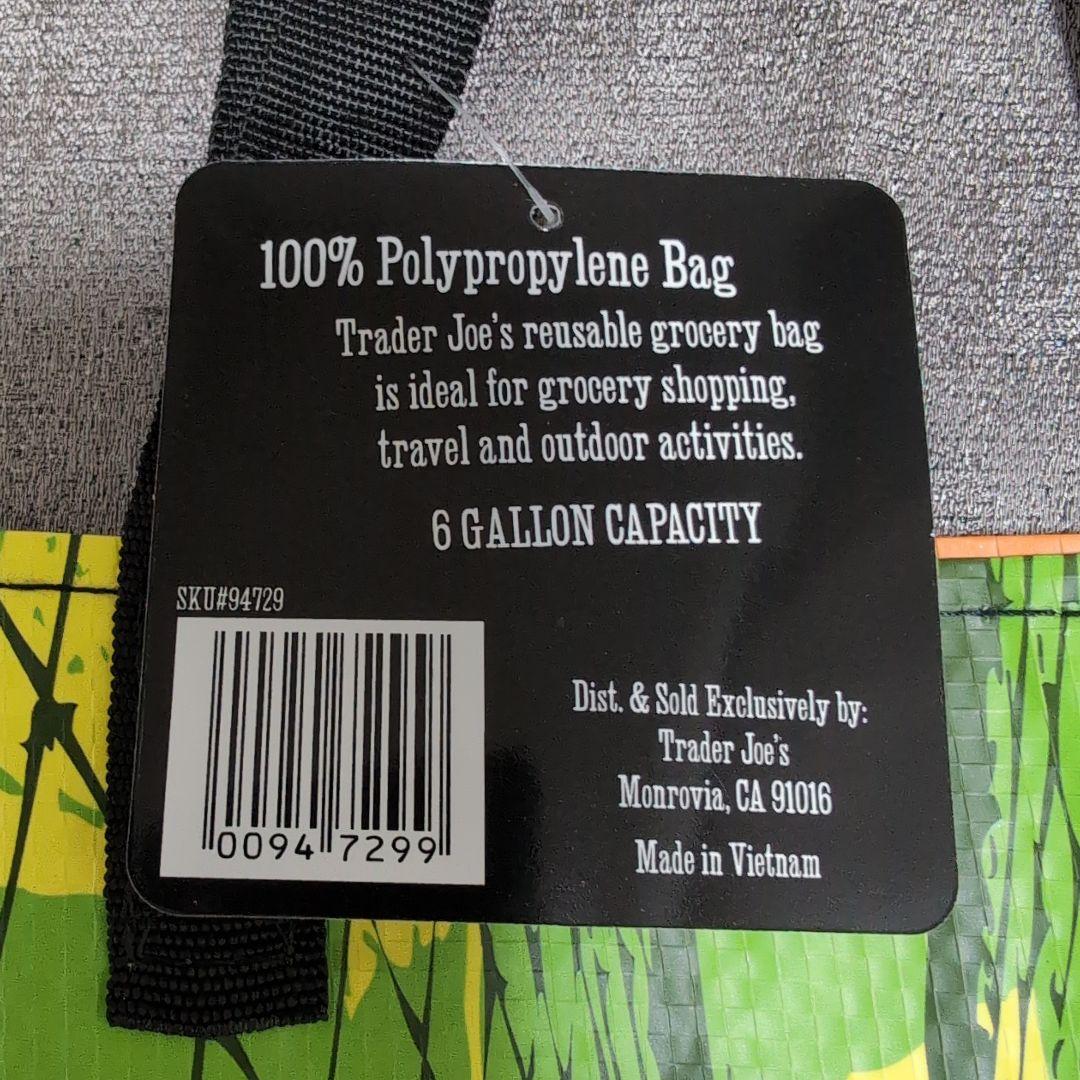 100% Polypropylene Bag
Trader Joe's reusable grocery bag
is ideal for grocery shopping,
travel and outdoor activities.
6 GALLON CAPACITY
SKU#94729
0094 7299
Dist. & Sold Exclusively by:
Trader Joe's
Monrovia, CA 91016
Made in Vietnam